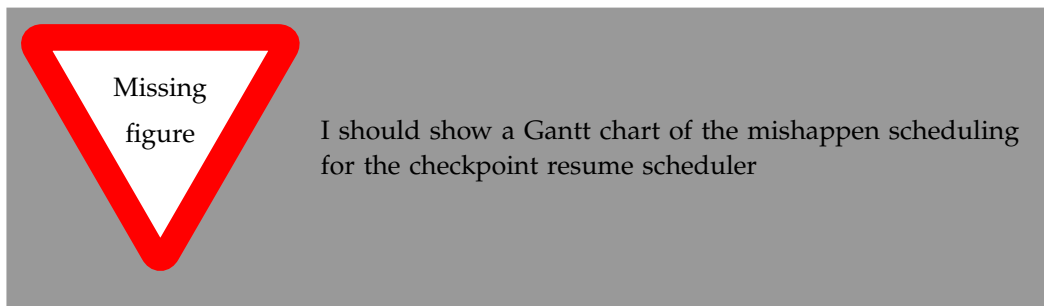 Missing
figure
I should show a Gantt chart of the mishappen scheduling
for the checkpoint resume scheduler